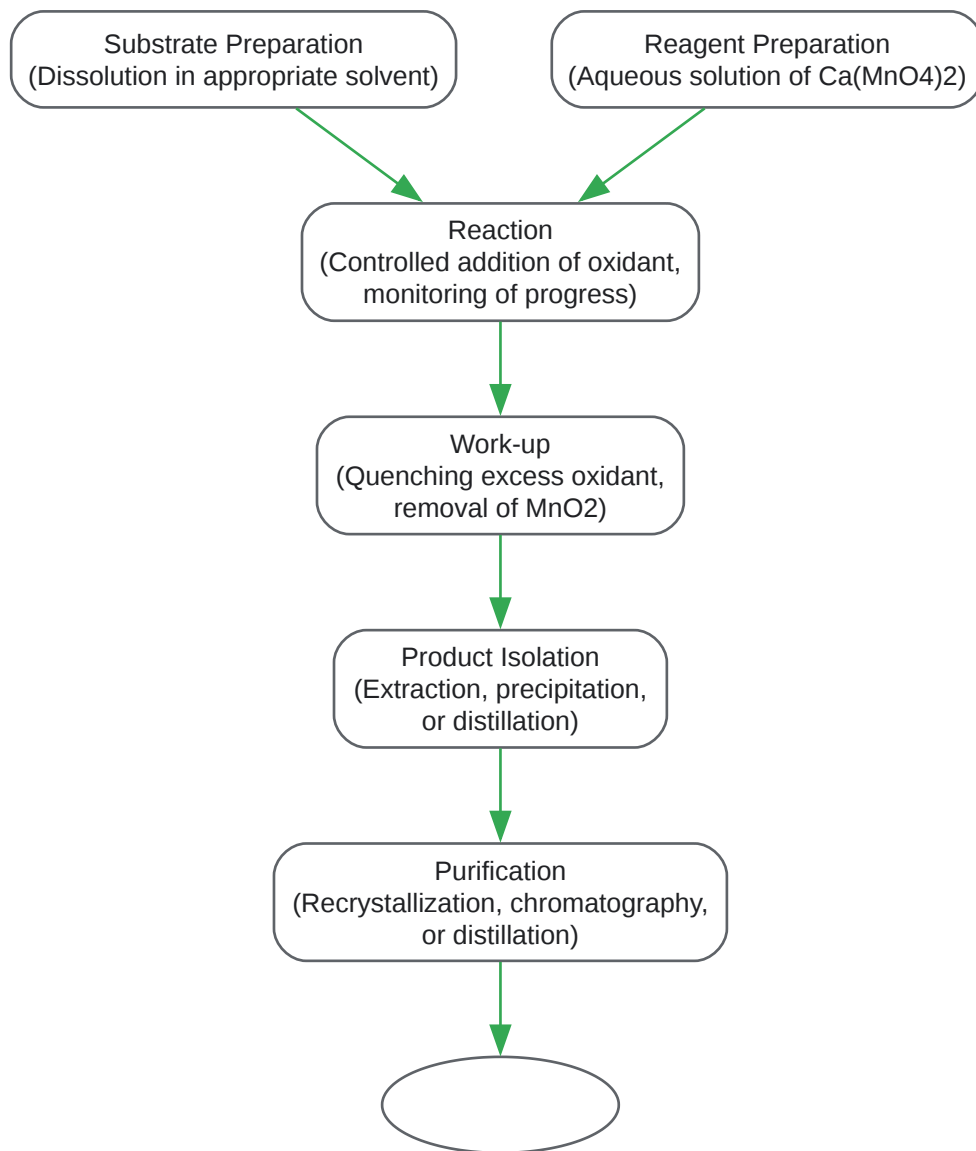 Substrate Preparation
(Dissolution in appropriate solvent)
Reagent Preparation
(Aqueous solution of Ca(MnO4)2)
Reaction
(Controlled addition of oxidant,
monitoring of progress)
Work-up
(Quenching excess oxidant,
removal of MnO2)
Product Isolation
(Extraction, precipitation,
or distillation)
Purification
(Recrystallization, chromatography,
or distillation)